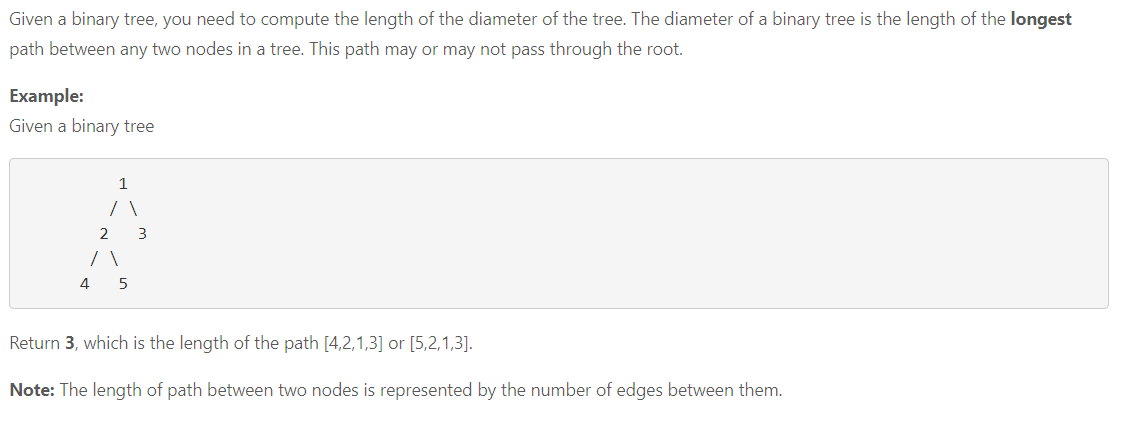 Given a binary tree, you need to compute the length of the diameter of the tree. The diameter of a binary tree is the length of the longest
path between any two nodes in a tree. This path may or may not pass through the root.
Example:
Given a binary tree
1
/ \
2 3
/ \
4 5
Return 3, which is the length of the path [4,2,1,3] or [5,2,1,3].
Note: The length of path between two nodes is represented by the number of edges between them.